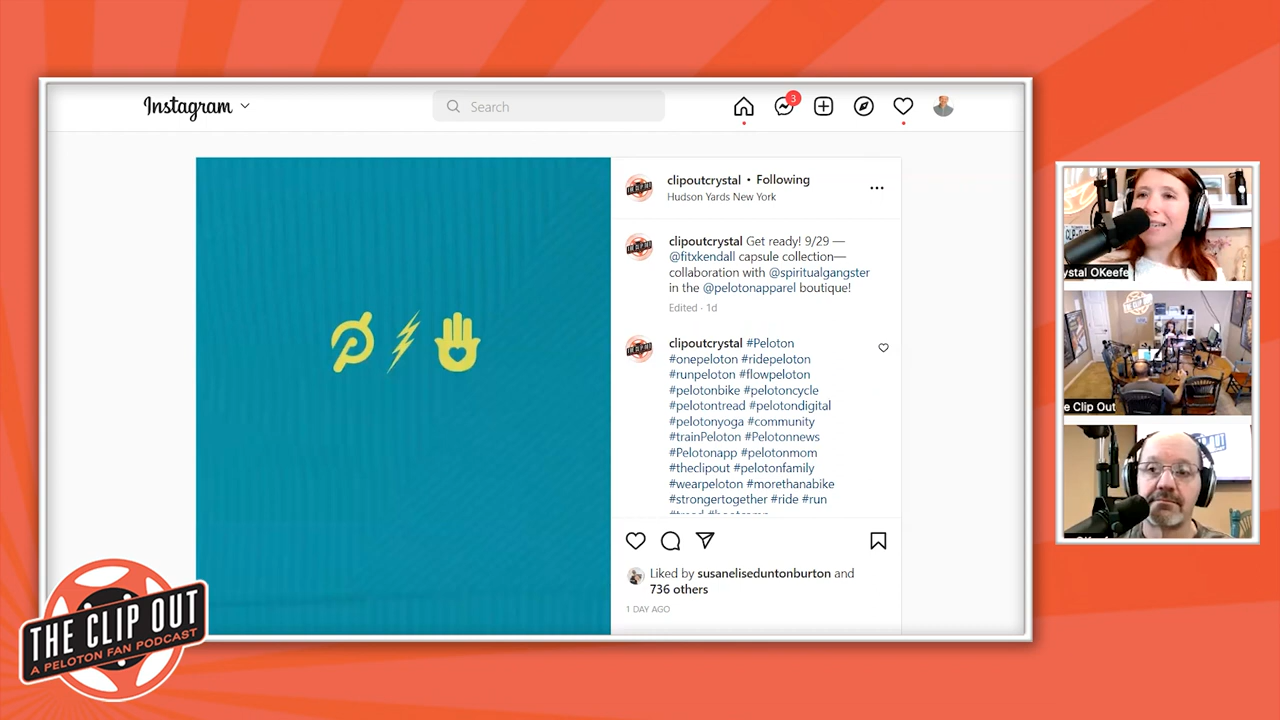 Instagram
Search
3
clipoutcrystal • Following
Hudson Yards New York
clipoutcrystal Get ready! 9/29 —
@fitxkendall capsule collection—
collaboration with @spiritualgangster
in the @pelotonapparel boutique!
Edited · 1d
clipoutcrystal #Peloton
#onepeloton #ridepeloton
#runpeloton #flowpeloton
#pelotonbike #pelotoncycle
#pelotontread #pelotondigital
#pelotonyoga #community
#trainPeloton #Pelotonnews
#Pelotonapp #pelotonmom
#theclipout #pelotonfamily
#wearpeloton #morethanabike
#strongertogether #ride #run
Liked by susaneliseduntonburton and
736 others
1 DAY AGO
ystal OKeefe
e Clip Out
THE CLIP OUT
A PELOTON FAN PODCAST